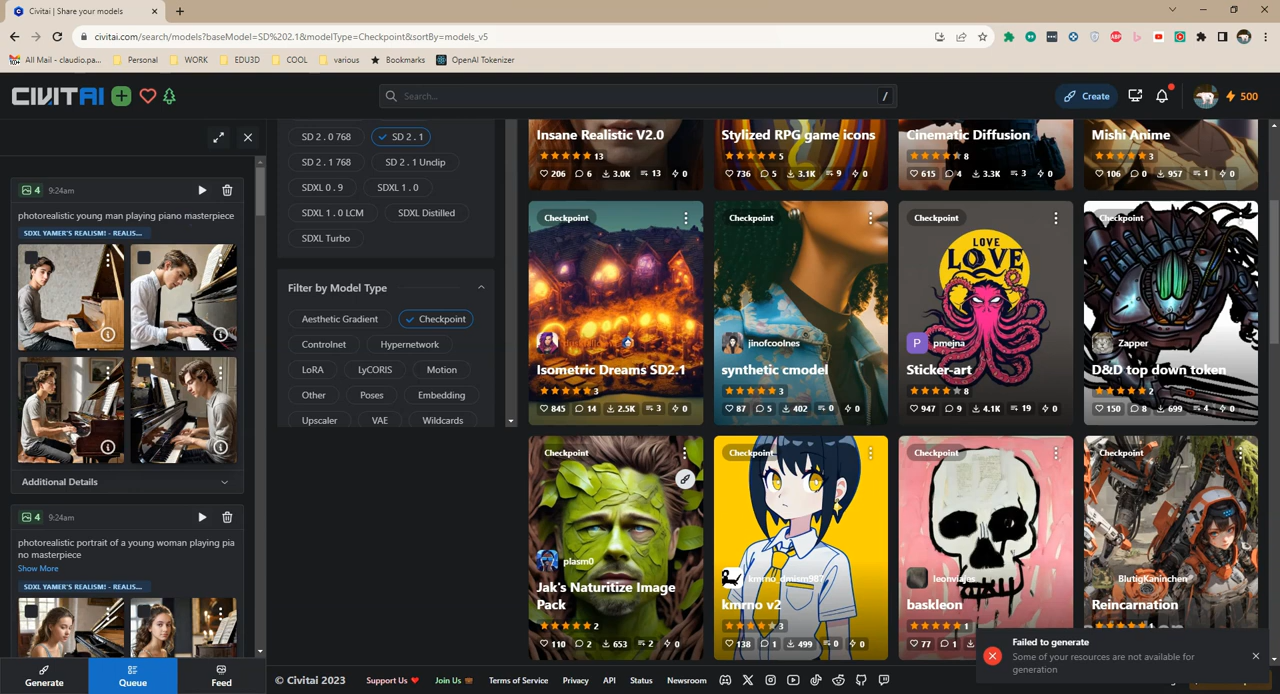 Civitai | Share your models
civitai.com/search/models?baseModel=SD%202.1&modelType=Checkpoint&sortBy=models_v5
All Mail - claudio.pa...
Personal
WORK
EDU3D
COOL
various
Bookmarks
OpenAI Tokenizer
CIVITAI
Search...
/
Create
500
4 9:24am
photorealistic young man playing piano masterpiece
SDXL YAMER'S REALISM! - REALIS...
Additional Details
4 9:24am
photorealistic portrait of a young woman playing pia
no masterpiece
Show More
SDXL YAMER'S REALISM! - REALIS...
Generate
Queue
Feed
SD 2.0 768
SD 2.1
SD 2.1 768
SD 2.1 Unclip
SDXL 0.9
SDXL 1.0
SDXL 1.0 LCM
SDXL Distilled
SDXL Turbo
Filter by Model Type
Aesthetic Gradient
Checkpoint
Controlnet
Hypernetwork
LoRA
LyCORIS
Motion
Other
Poses
Embedding
Upscaler
VAE
Wildcards
Insane Realistic V2.0
13
206 6 3.0K 13 0
Stylized RPG game icons
5
736 5 3.1K 9 0
Cinematic Diffusion
8
615 4 3.3K 3 0
Mishi Anime
3
106 0 957 1 0
Checkpoint
Isometric Dreams SD2.1
3
845 14 2.5K 3 0
Checkpoint
jinofcoolnes
synthetic cmodel
3
87 5 402 0 0
Checkpoint
LOVE
LOVE
P pmejna
Sticker-art
8
947 9 4.1K 19 0
Checkpoint
Zapper
D&D top down token
2
150 8 699 4 0
Checkpoint
plasm0
Jak's Naturitize Image
Pack
2
110 2 653 2 0
Checkpoint
kmrno_dmism987
kmrno v2
3
138 1 499 0 0
Checkpoint
leonviajes
baskleon
1
77 1
Checkpoint
BlutigKaninchen
Reincarnation
1
Failed to generate
Some of your resources are not available for
generation
© Civitai 2023
Support Us
Join Us
Terms of Service
Privacy
API
Status
Newsroom